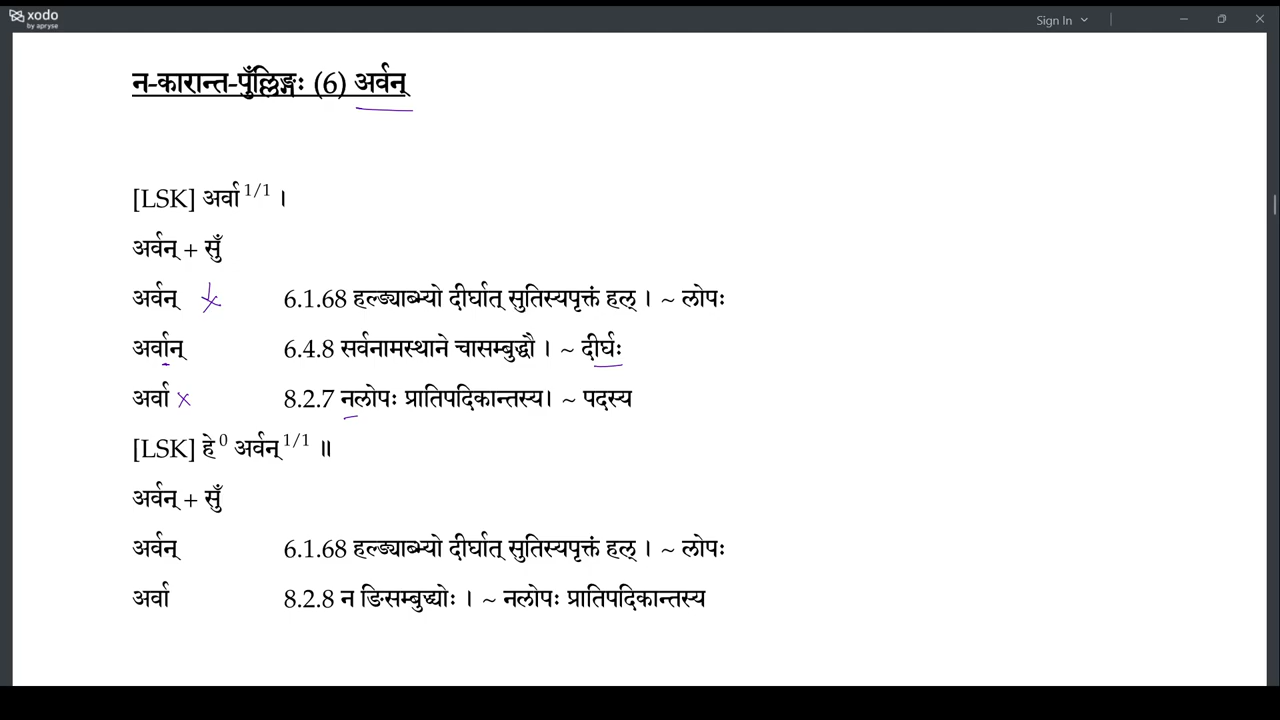 xodo
by apryse
Sign In
न-कारान्त-पुँल्लिङ्गः (6) अर्वन्
[LSK] अर्वा 1/1 ।
अर्वन् + सुँ
अर्वन् 6.1.68 हल्ङ्याब्भ्यो दीर्घात् सुतिस्यपृक्तं हल् । ~ लोपः
अर्वान् 6.4.8 सर्वनामस्थाने चासम्बुद्धौ । ~ दीर्घः
अर्वा x 8.2.7 नलोपः प्रातिपदिकान्तस्य। ~ पदस्य
[LSK] हे 0 अर्वन् 1/1 ॥
अर्वन् + सुँ
अर्वन् 6.1.68 हल्ङ्याब्भ्यो दीर्घात् सुतिस्यपृक्तं हल् । ~ लोपः
अर्वा 8.2.8 न ङिसम्बुद्ध्योः । ~ नलोपः प्रातिपदिकान्तस्य